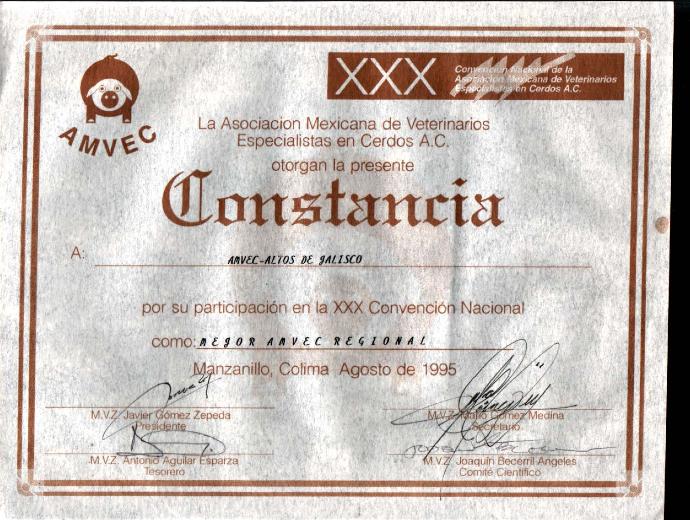 AMVEC
XXX
Convención Nacional de la
Asociación Mexicana de Veterinarios
Especialistas en Cerdos A.C.
La Asociacion Mexicana de Veterinarios
Especialistas en Cerdos A.C.
otorgan la presente
Constancia
A: AMVEC-ALTOS DE JALISCO
por su participación en la XXX Convención Nacional
como: MEJOR AMVEC REGIONAL
Manzanillo, Colima Agosto de 1995
M.V.Z. Javier Gómez Zepeda
Presidente
M.V.Z. Gómez Medina
Secretario
M.V.Z. Antonio Aguilar Esparza
Tesorero
M.V.Z. Joaquín Becerril Angeles
Comité Científico